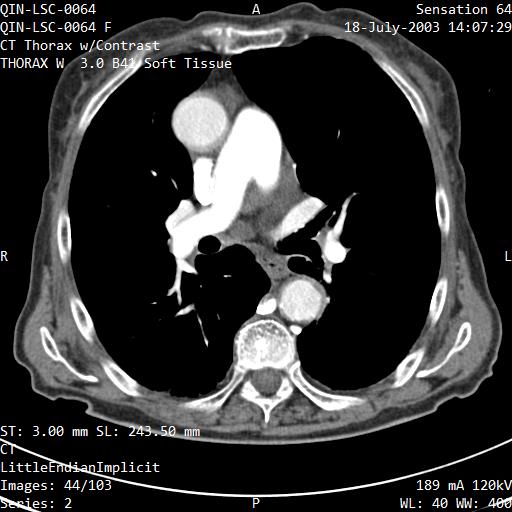 QIN-LSC-0064 A Sensation 64
QIN-LSC-0064 F 18-July-2003 14:07:29
CT Thorax w/Contrast
THORAX W 3.0 B41 Soft Tissue
R L
ST: 3.00 mm SL: 243.50 mm
CT
LittleEndianImplicit
Images: 44/103 189 mA 120kV
Series: 2 P WL: 40 WW: 400